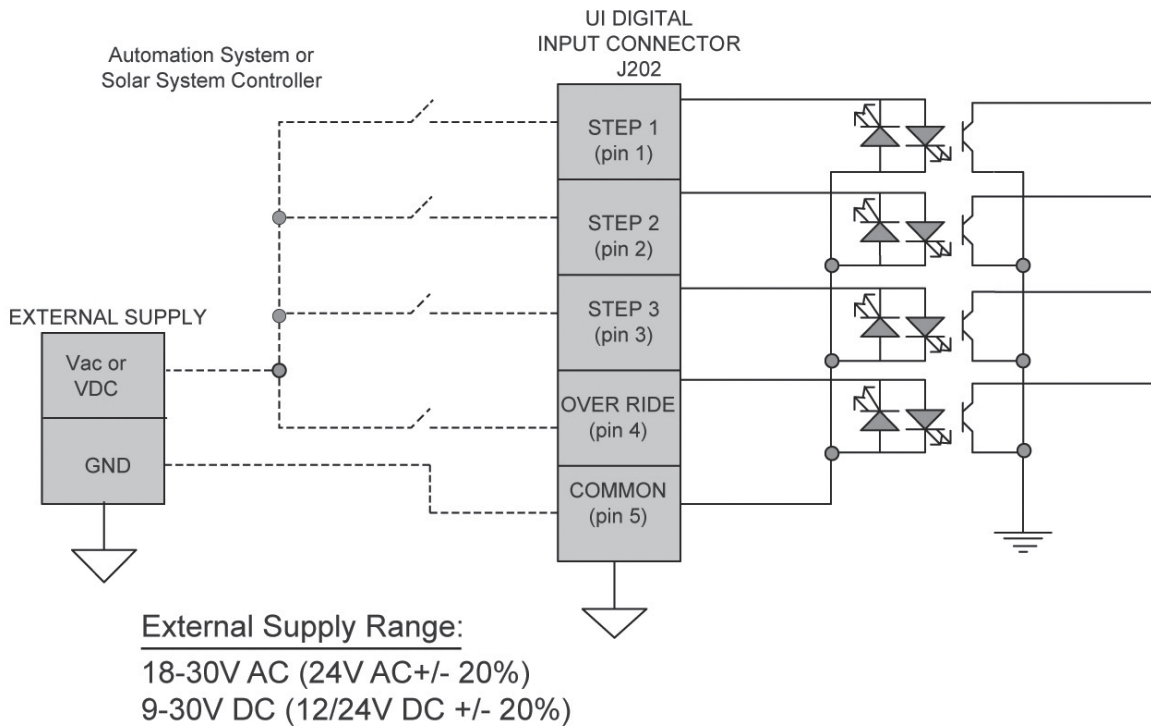 UI DIGITAL
INPUT CONNECTOR
J202
Automation System or
Solar System Controller
STEP 1
(pin 1)
STEP 2
(pin 2)
STEP 3
(pin 3)
EXTERNAL SUPPLY
Vac or
VDC
OVER RIDE
(pin 4)
GND
COMMON
(pin 5)
External Supply Range:
18-30V AC (24V AC+/- 20%)
9-30V DC (12/24V DC +/- 20%)